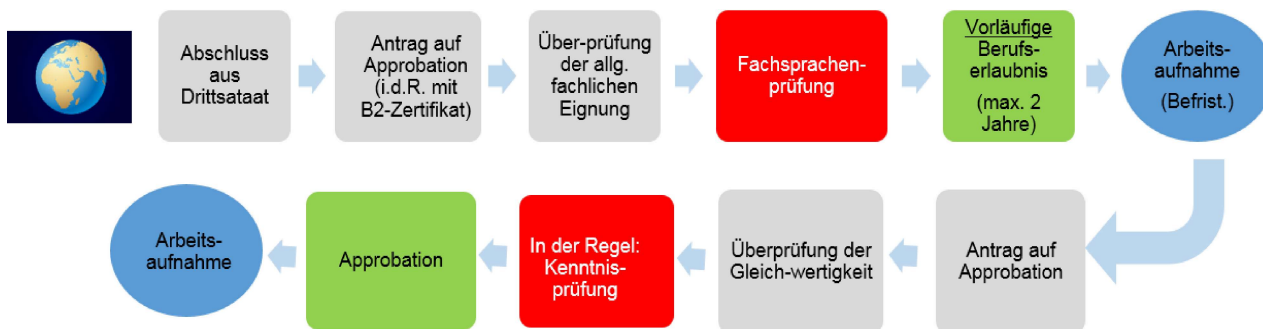 Abschluss
aus
Drittsataat
Antrag auf
Approbation
(i.d.R. mit
B2-Zertifikat)
Über-prüfung
der allg.
fachlichen
Eignung
Fachsprachen-
prüfung
Vorläufige
Berufs-
erlaubnis
(max. 2
Jahre)
Arbeits-
aufnahme
(Befrist.)
Antrag auf
Approbation
Überprüfung der
Gleich-wertigkeit
In der Regel:
Kenntnis-
prüfung
Approbation
Arbeits-
aufnahme